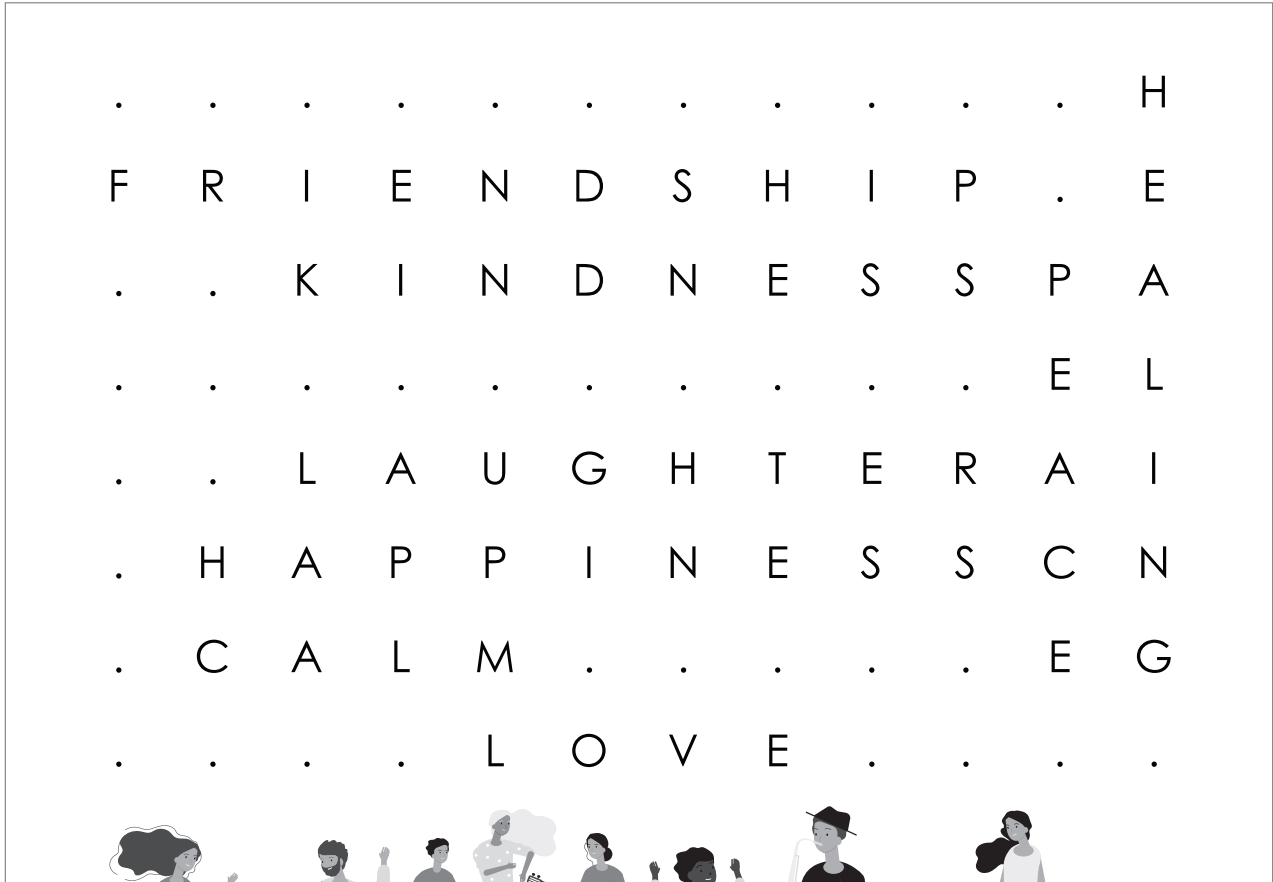 . . . . . . . . . . . H
F R I E N D S H I P . E
. . K I N D N E S S P A
. . . . . . . . . . E L
. . L A U G H T E R A I
. H A P P I N E S S C N
. C A L M . . . . . E G
. . . . L O V E . . . .